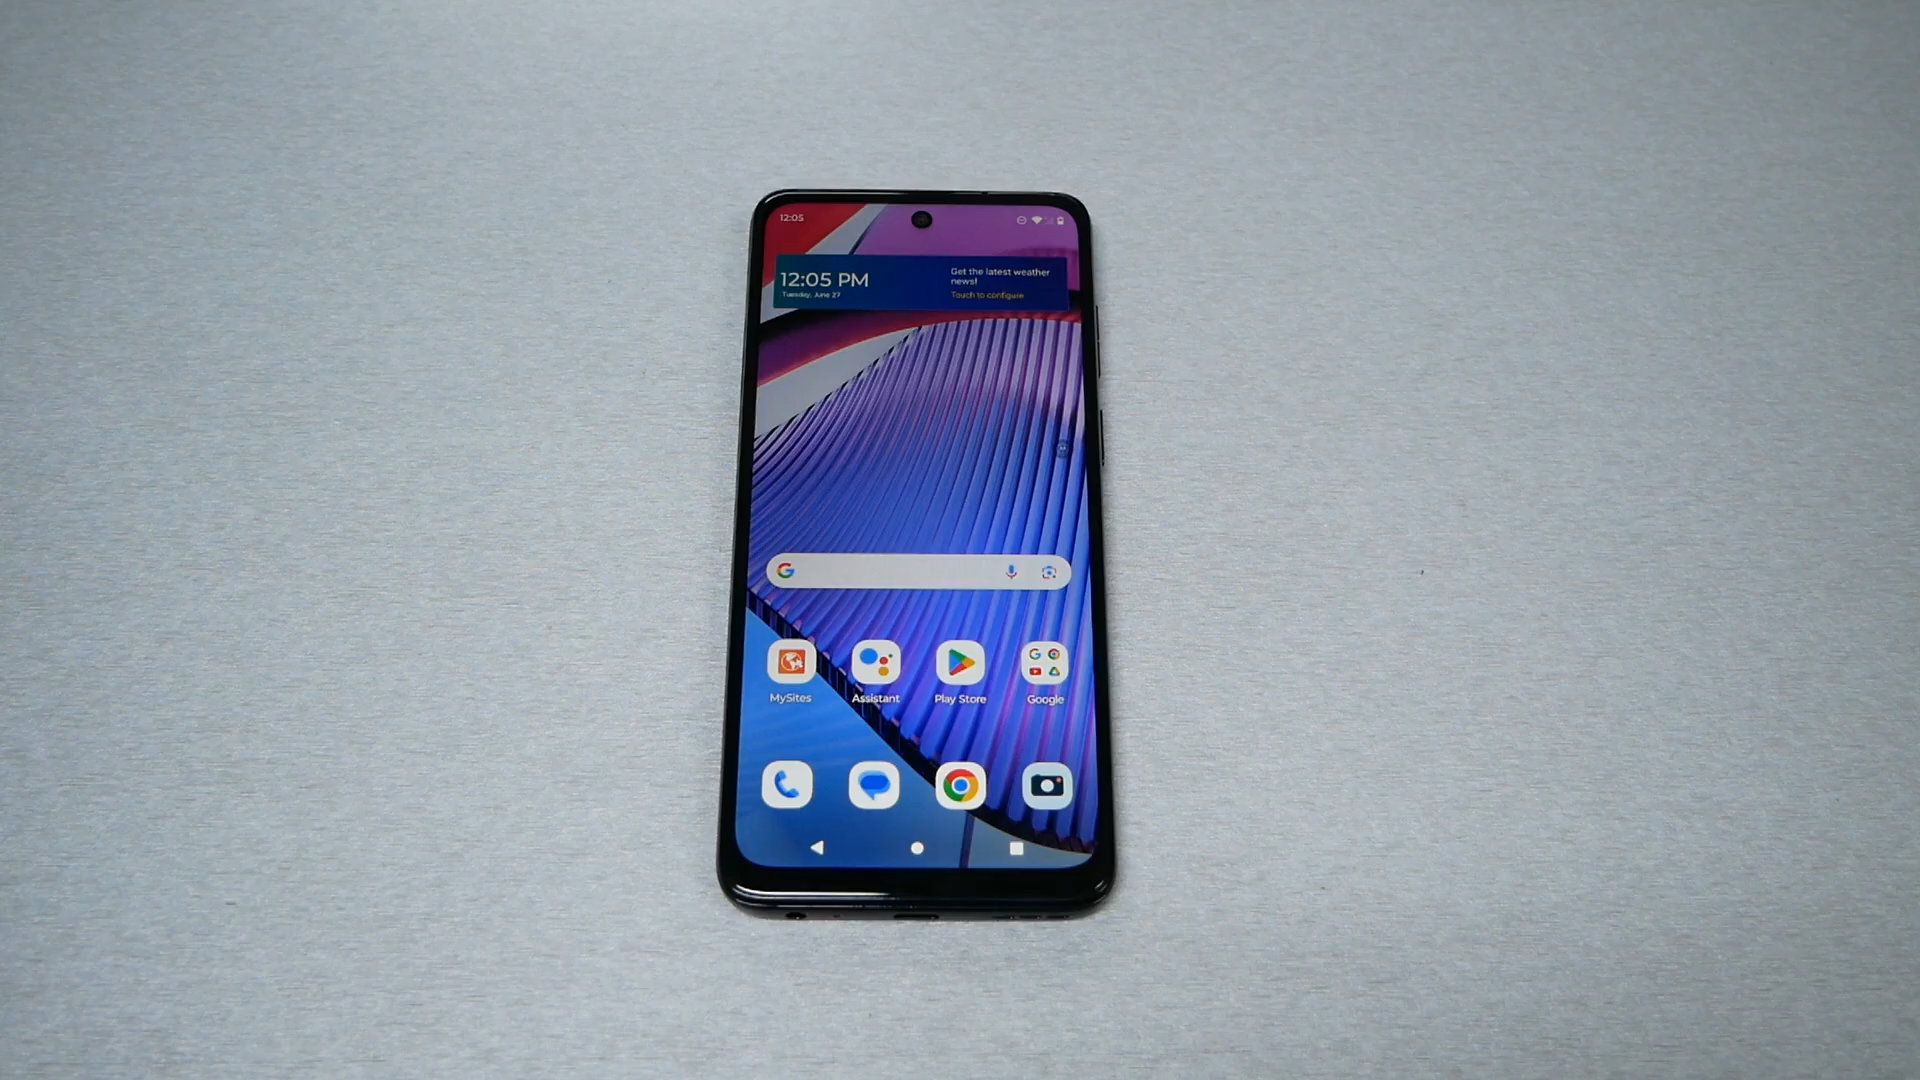 12:05
12:05 PM
Tuesday, June 27
Get the latest weather
news!
Touch to configure
MySites
Assistant
Play Store
Google